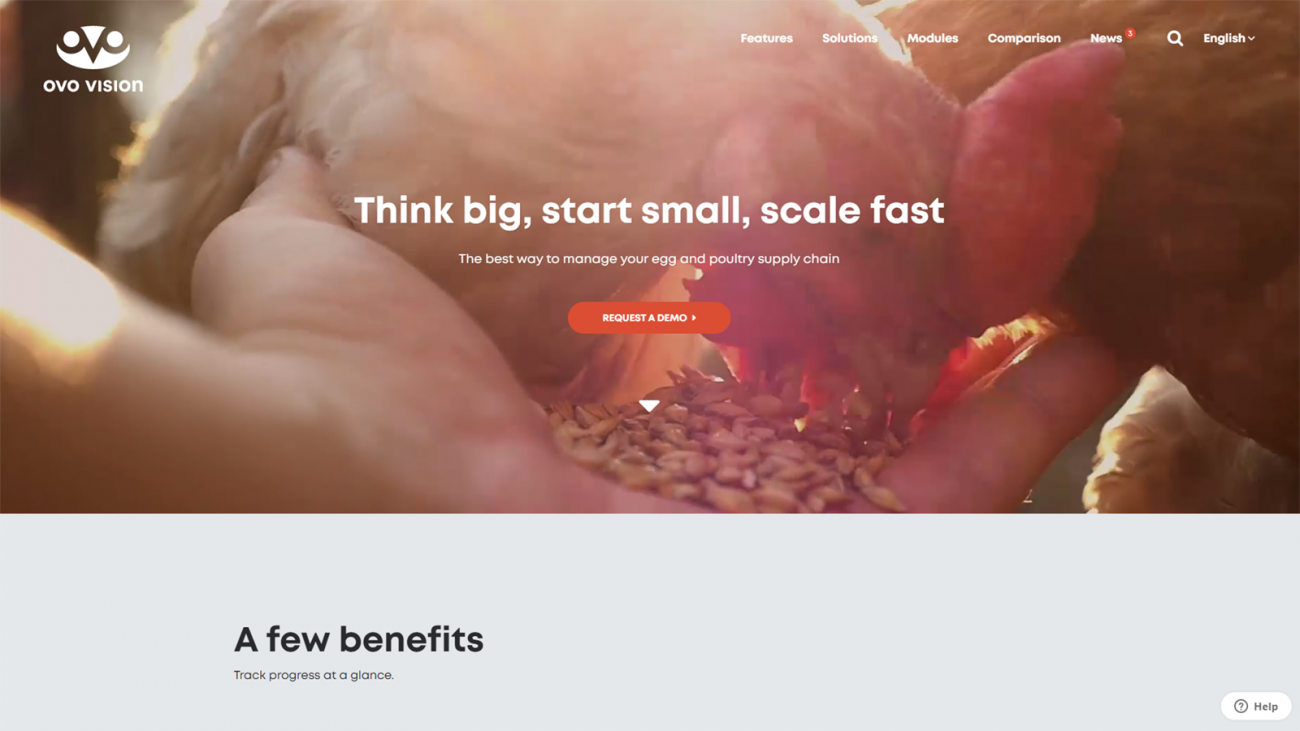 OVO VISION
Features Solutions Modules Comparison News 3 English
Think big, start small, scale fast
The best way to manage your egg and poultry supply chain
REQUEST A DEMO
A few benefits
Track progress at a glance.
? Help